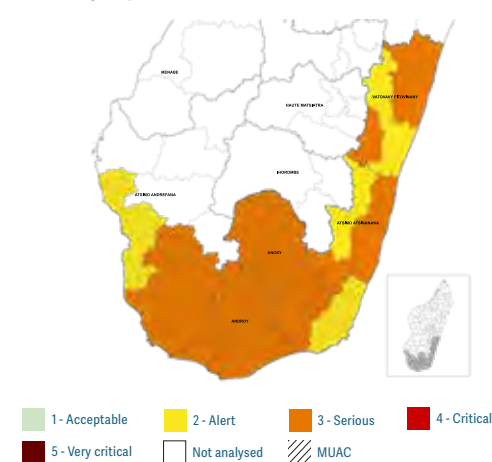 MENABE
VATOVAVY FITOVINANY
HAUTE MATSIATRA
IHOROMBE
ATSIMO ANDREFANA
ATSIMO ATSINANANA
ANOSY
ANDROY
1 - Acceptable
2 - Alert
3 - Serious
4 - Critical
5 - Very critical
Not analysed
MUAC